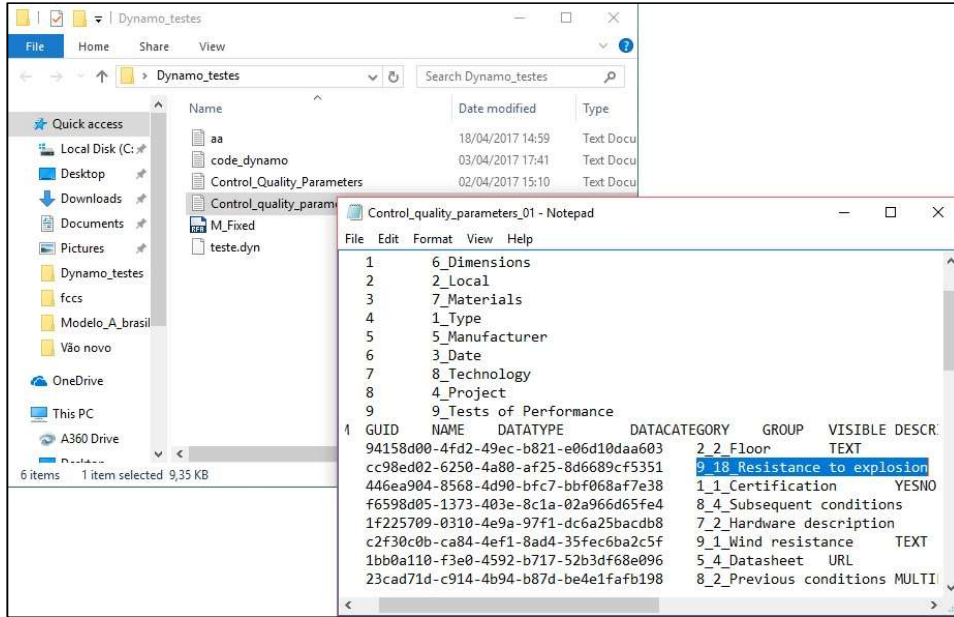 Dynamo_testes
File Home Share View
Dynamo_testes Search Dynamo_testes
Name Date modified Type
Quick access
Local Disk (C:
Desktop
Downloads
Documents
Pictures
Dynamo_testes
fccs
Modelo_A_brasil
Vão novo
OneDrive
This PC
A360 Drive
aa 18/04/2017 14:59 Text Docu
code_dynamo 03/04/2017 17:41 Text Docu
Control_Quality_Parameters 02/04/2017 15:10 Text Docu
Control_quality_param
M_Fixed
teste.dyn
6 items 1 item selected 9,35 KB
Control_quality_parameters_01 - Notepad
File Edit Format View Help
1 6_Dimensions
2 2_Local
3 7_Materials
4 1_Type
5 5_Manufacturer
6 3_Date
7 8_Technology
8 4_Project
9 9_Tests of Performance
GUID NAME DATATYPE DATACATEGORY GROUP VISIBLE DESCR
94158d00-4fd2-49ec-b821-e06d10daa603 2_2_Floor TEXT
cc98ed02-6250-4a80-af25-8d6689cf5351 9_18_Resistance to explosion
446ea904-8568-4d90-bfc7-bbf068af7e38 1_1_Certification YESNO
f6598d05-1373-403e-8c1a-02a966d65fe4 8_4_Subsequent conditions
1f225709-0310-4e9a-97f1-dc6a25bacdb8 7_2_Hardware description
c2f30c0b-ca84-4ef1-8ad4-35fec6ba2c5f 9_1_Wind resistance TEXT
1bb0a110-f3e0-4592-b717-52b3df68e096 5_4_Datasheet URL
23cad71d-c914-4b94-b87d-be4e1fafb198 8_2_Previous conditions MULTI